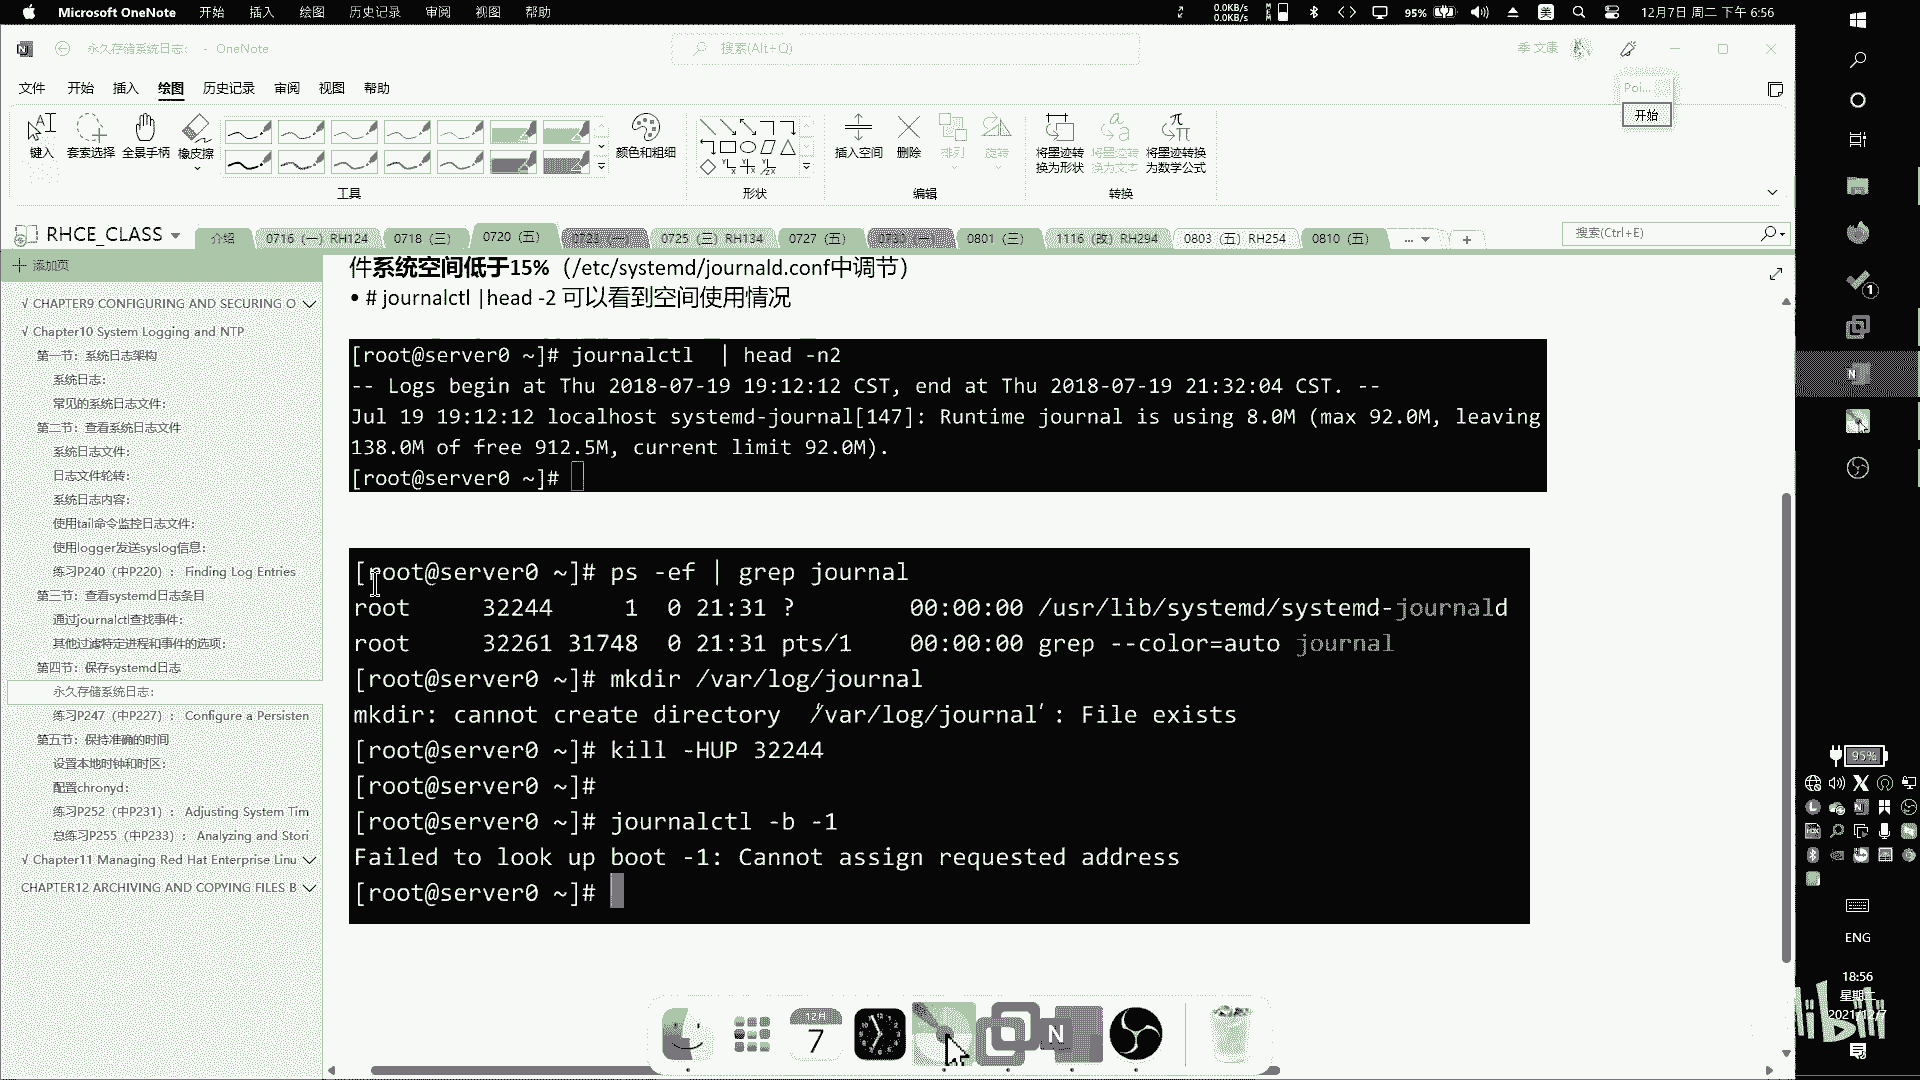 Microsoft OneNote 开始 插入 绘图 历史记录 审阅 视图 帮助
0.0KB/s
0.0KB/s
95%
美
12月7日 周二 下午 6:56
永久存储系统日志: - OneNote
搜索(Alt+Q)
季 文康
文件 开始 插入 绘图 历史记录 审阅 视图 帮助
Poi...
开始
键入 套索选择 全景手柄 橡皮擦 颜色和粗细
工具
形状
插入空间 删除 排列 旋转
编辑
将墨迹转换为形状 将墨迹转换为文本 将墨迹转换为数学公式
转换
RHCE_CLASS
介绍 0716 (一) RH124 0718 (三) 0720 (五) 0723 (一) 0725 (三) RH134 0727 (五) 0730 (一) 0801 (三) 1116 (改) RH294 0803 (五) RH254 0810 (五) ...
搜索(Ctrl+E)
添加页
√ CHAPTER9 CONFIGURING AND SECURING O
√ Chapter10 System Logging and NTP
第一节: 系统日志架构
系统日志:
常见的系统日志文件:
第二节: 查看系统日志文件
系统日志文件:
日志文件轮转:
系统日志内容:
使用tail命令监控日志文件:
使用logger发送syslog信息:
练习P240 (中P220) : Finding Log Entries
第三节: 查看systemd日志条目
通过journalctl查找事件:
其他过滤特定进程和事件的选项:
第四节: 保存systemd日志
永久存储系统日志:
练习P247 (中P227) : Configure a Persisten
第五节: 保持准确的时间
设置本地时钟和时区:
配置chronyd:
练习P252 (中P231) : Adjusting System Tim
总练习P255 (中P233) : Analyzing and Stori
√ Chapter11 Managing Red Hat Enterprise Linu
CHAPTER12 ARCHIVING AND COPYING FILES B
件系统空间低于15%（/etc/systemd/journald.conf中调节）
• # journalctl |head -2 可以看到空间使用情况
[root@server0 ~]# journalctl  | head -n2
-- Logs begin at Thu 2018-07-19 19:12:12 CST, end at Thu 2018-07-19 21:32:04 CST. --
Jul 19 19:12:12 localhost systemd-journal[147]: Runtime journal is using 8.0M (max 92.0M, leaving
138.0M of free 912.5M, current limit 92.0M).
[root@server0 ~]#
[root@server0 ~]# ps -ef | grep journal
root 32244 1 0 21:31 ? 00:00:00 /usr/lib/systemd/systemd-journald
root 32261 31748 0 21:31 pts/1 00:00:00 grep --color=auto journal
[root@server0 ~]# mkdir /var/log/journal
mkdir: cannot create directory ‘/var/log/journal’: File exists
[root@server0 ~]# kill -HUP 32244
[root@server0 ~]#
[root@server0 ~]# journalctl -b -1
Failed to look up boot -1: Cannot assign requested address
[root@server0 ~]#
12月
7
N
1
N
95%
ENG
18:56
星期二
2021/12/7